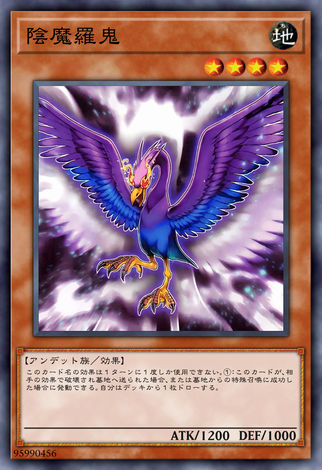 陰魔羅鬼
ち
地
【アンデット族／効果】
このカード名の効果は１ターンに１度しか使用できない。①：このカードが、相
手の効果で破壊され墓地へ送られた場合、または墓地からの特殊召喚に成功し
た場合に発動できる。自分はデッキから１枚ドローする。
ATK/1200 DEF/1000
95990456